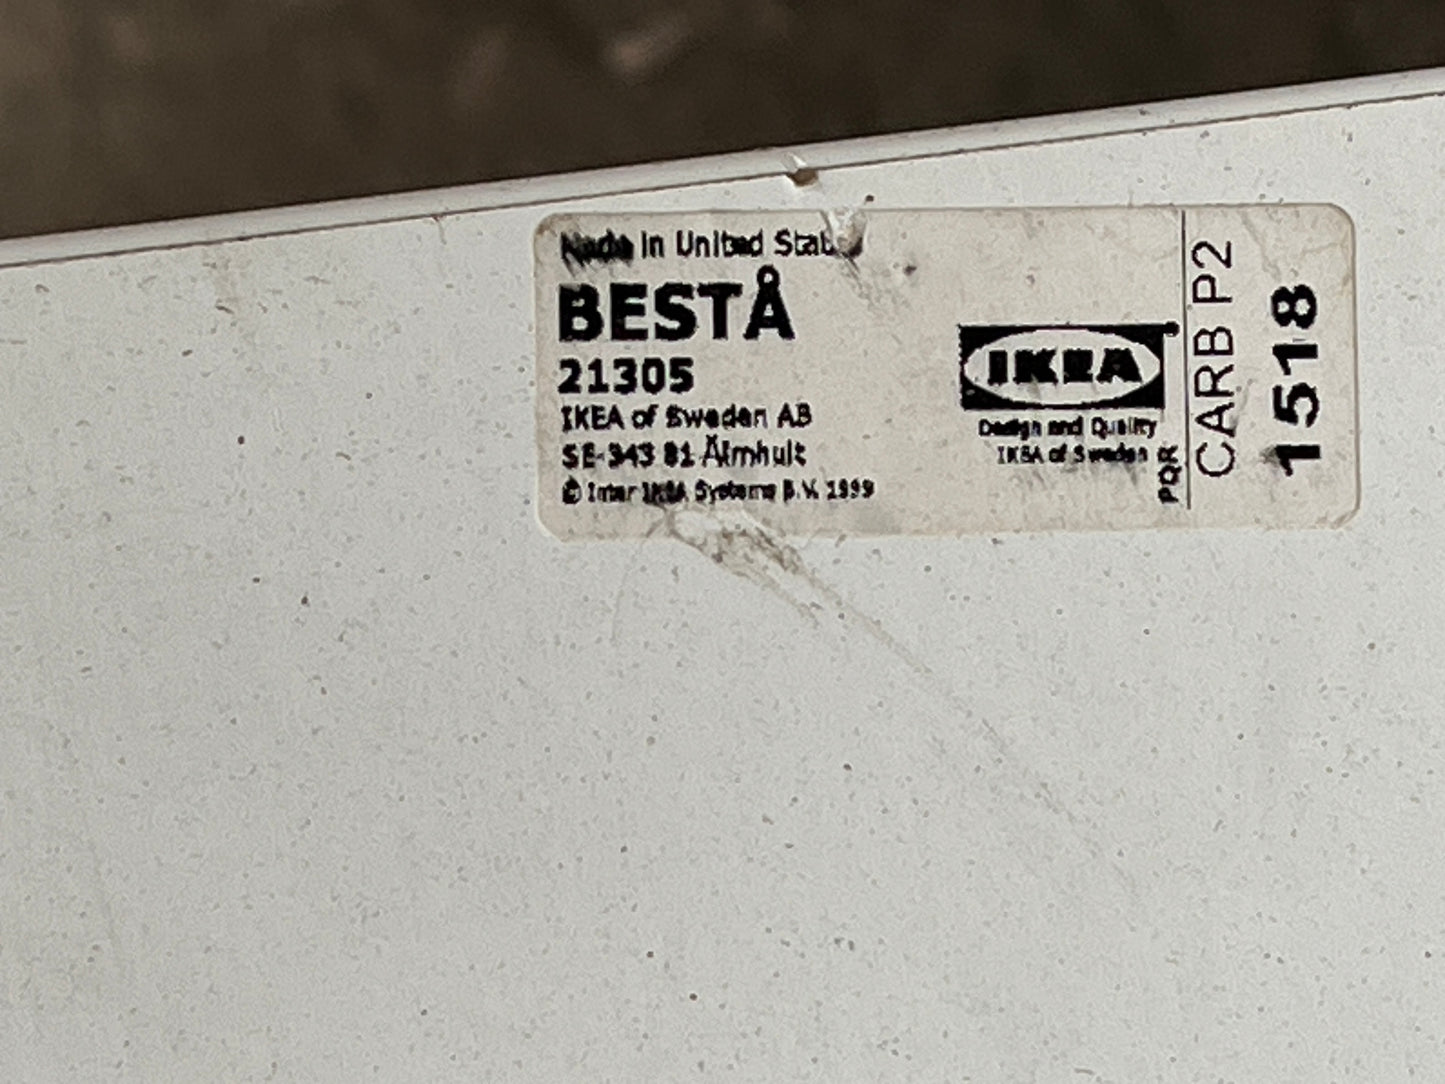 Made in United States
BESTÅ
21305
IKEA of Sweden AB
SE-343 81 Älmhult
© Inter IKEA Systems B.V. 1999
IKEA
Design and Quality
IKEA of Sweden
PQR
CARB P2
1518